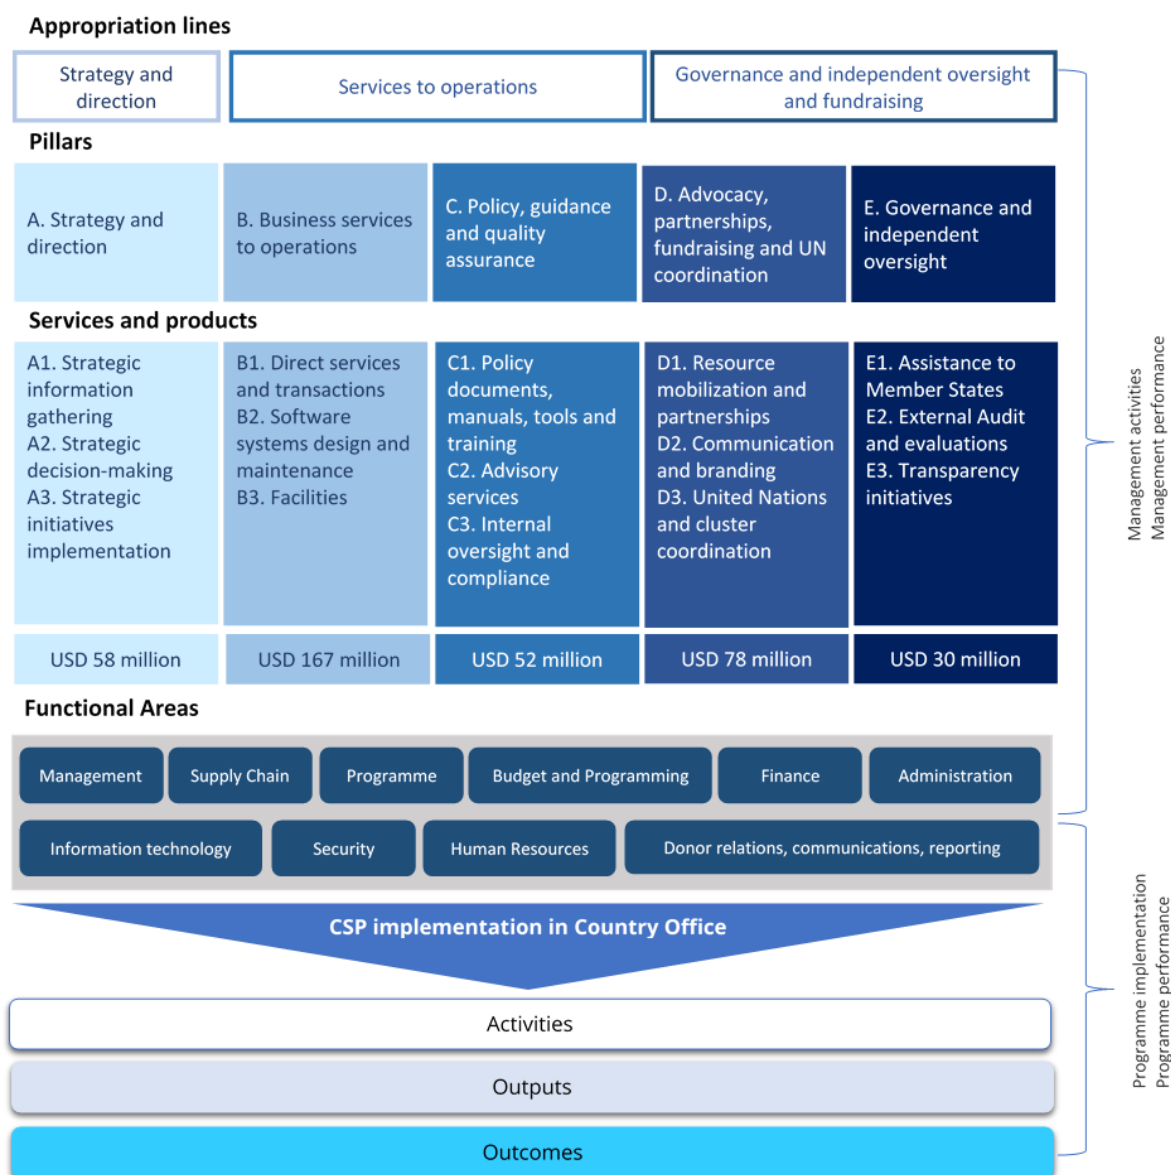 Appropriation lines
Strategy and
direction
Services to operations
Governance and independent oversight
and fundraising
Pillars
A. Strategy and
direction
B. Business services
to operations
C. Policy, guidance
and quality
assurance
D. Advocacy,
partnerships,
fundraising and UN
coordination
E. Governance and
independent
oversight
Services and products
A1. Strategic
information
gathering
A2. Strategic
decision-making
A3. Strategic
initiatives
implementation
B1. Direct services
and transactions
B2. Software
systems design and
maintenance
B3. Facilities
C1. Policy
documents,
manuals, tools and
training
C2. Advisory
services
C3. Internal
oversight and
compliance
D1. Resource
mobilization and
partnerships
D2. Communication
and branding
D3. United Nations
and cluster
coordination
E1. Assistance to
Member States
E2. External Audit
and evaluations
E3. Transparency
initiatives
USD 58 million
USD 167 million
USD 52 million
USD 78 million
USD 30 million
Management activities
Management performance
Functional Areas
Management
Supply Chain
Programme
Budget and Programming
Finance
Administration
Information technology
Security
Human Resources
Donor relations, communications, reporting
CSP implementation in Country Office
Activities
Outputs
Outcomes
Programme implementation
Programme performance